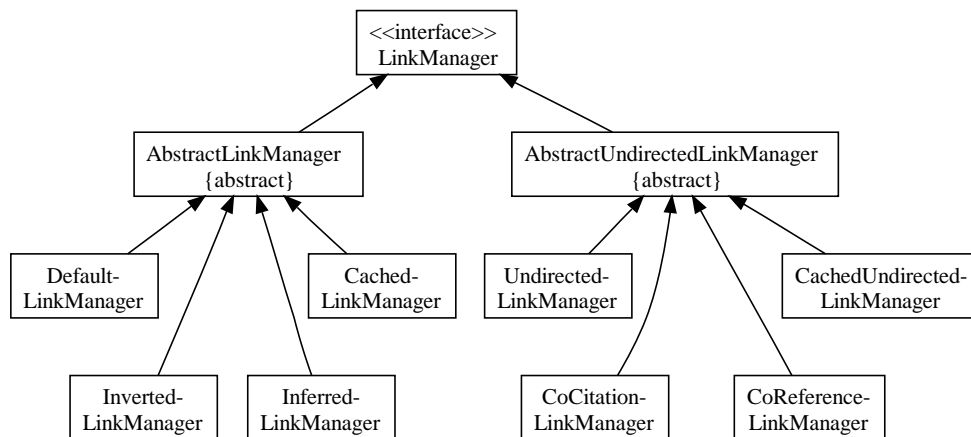 <<interface>>
LinkManager
AbstractLinkManager
{abstract}
AbstractUndirectedLinkManager
{abstract}
Default-
LinkManager
Cached-
LinkManager
Undirected-
LinkManager
CachedUndirected-
LinkManager
Inverted-
LinkManager
Inferred-
LinkManager
CoCitation-
LinkManager
CoReference-
LinkManager